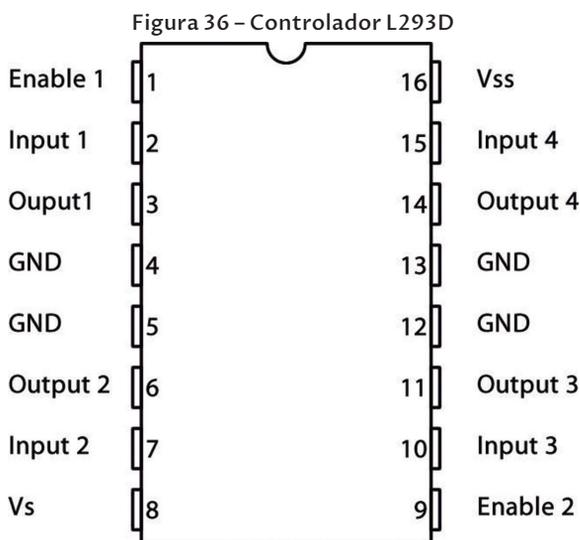 Figura 36 – Controlador L293D
Enable 1 1 16 Vss
Input 1 2 15 Input 4
Ouput1 3 14 Output 4
GND 4 13 GND
GND 5 12 GND
Output 2 6 11 Output 3
Input 2 7 10 Input 3
Vs 8 9 Enable 2